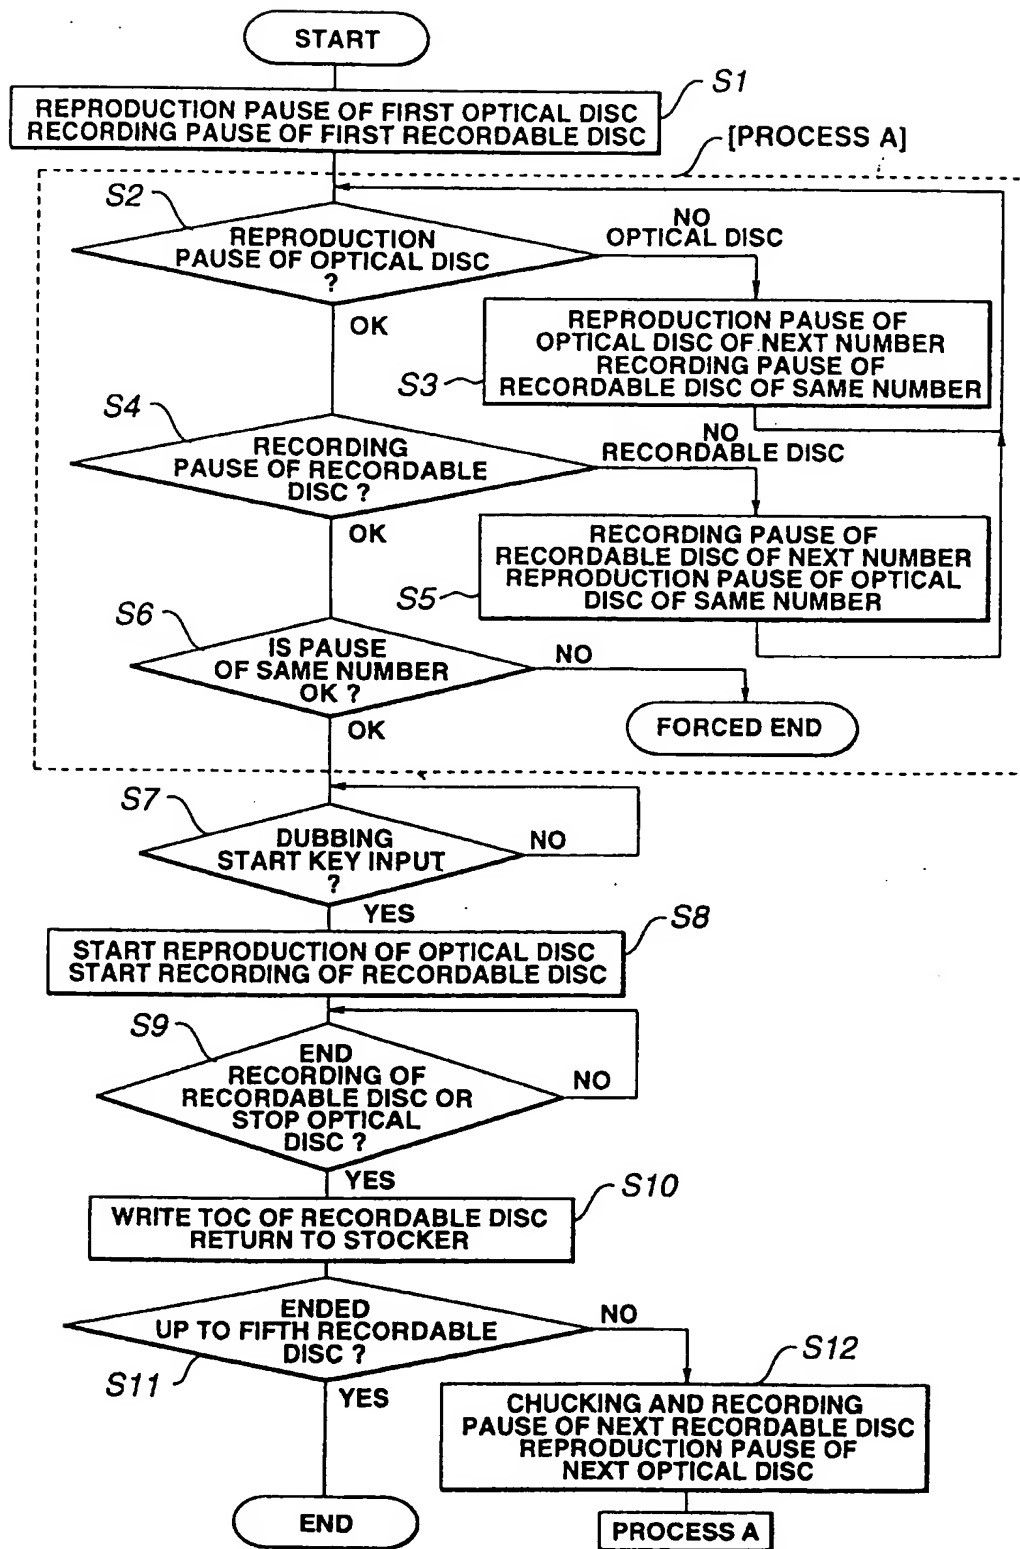 START
S1
REPRODUCTION PAUSE OF FIRST OPTICAL DISC
RECORDING PAUSE OF FIRST RECORDABLE DISC
[PROCESS A]
S2
REPRODUCTION
PAUSE OF OPTICAL DISC
?
NO
OPTICAL DISC
OK
REPRODUCTION PAUSE OF
OPTICAL DISC OF NEXT NUMBER
RECORDING PAUSE OF
RECORDABLE DISC OF SAME NUMBER
S3
S4
RECORDING
PAUSE OF RECORDABLE
DISC ?
NO
RECORDABLE DISC
OK
RECORDING PAUSE OF
RECORDABLE DISC OF NEXT NUMBER
REPRODUCTION PAUSE OF OPTICAL
DISC OF SAME NUMBER
S5
S6
IS PAUSE
OF SAME NUMBER
OK ?
NO
OK
FORCED END
S7
DUBBING
START KEY INPUT
?
NO
YES
S8
START REPRODUCTION OF OPTICAL DISC
START RECORDING OF RECORDABLE DISC
S9
END
RECORDING OF
RECORDABLE DISC OR
STOP OPTICAL
DISC ?
NO
YES
S10
WRITE TOC OF RECORDABLE DISC
RETURN TO STOCKER
ENDED
UP TO FIFTH RECORDABLE
DISC ?
NO
S11
YES
S12
CHUCKING AND RECORDING
PAUSE OF NEXT RECORDABLE DISC
REPRODUCTION PAUSE OF
NEXT OPTICAL DISC
END
PROCESS A